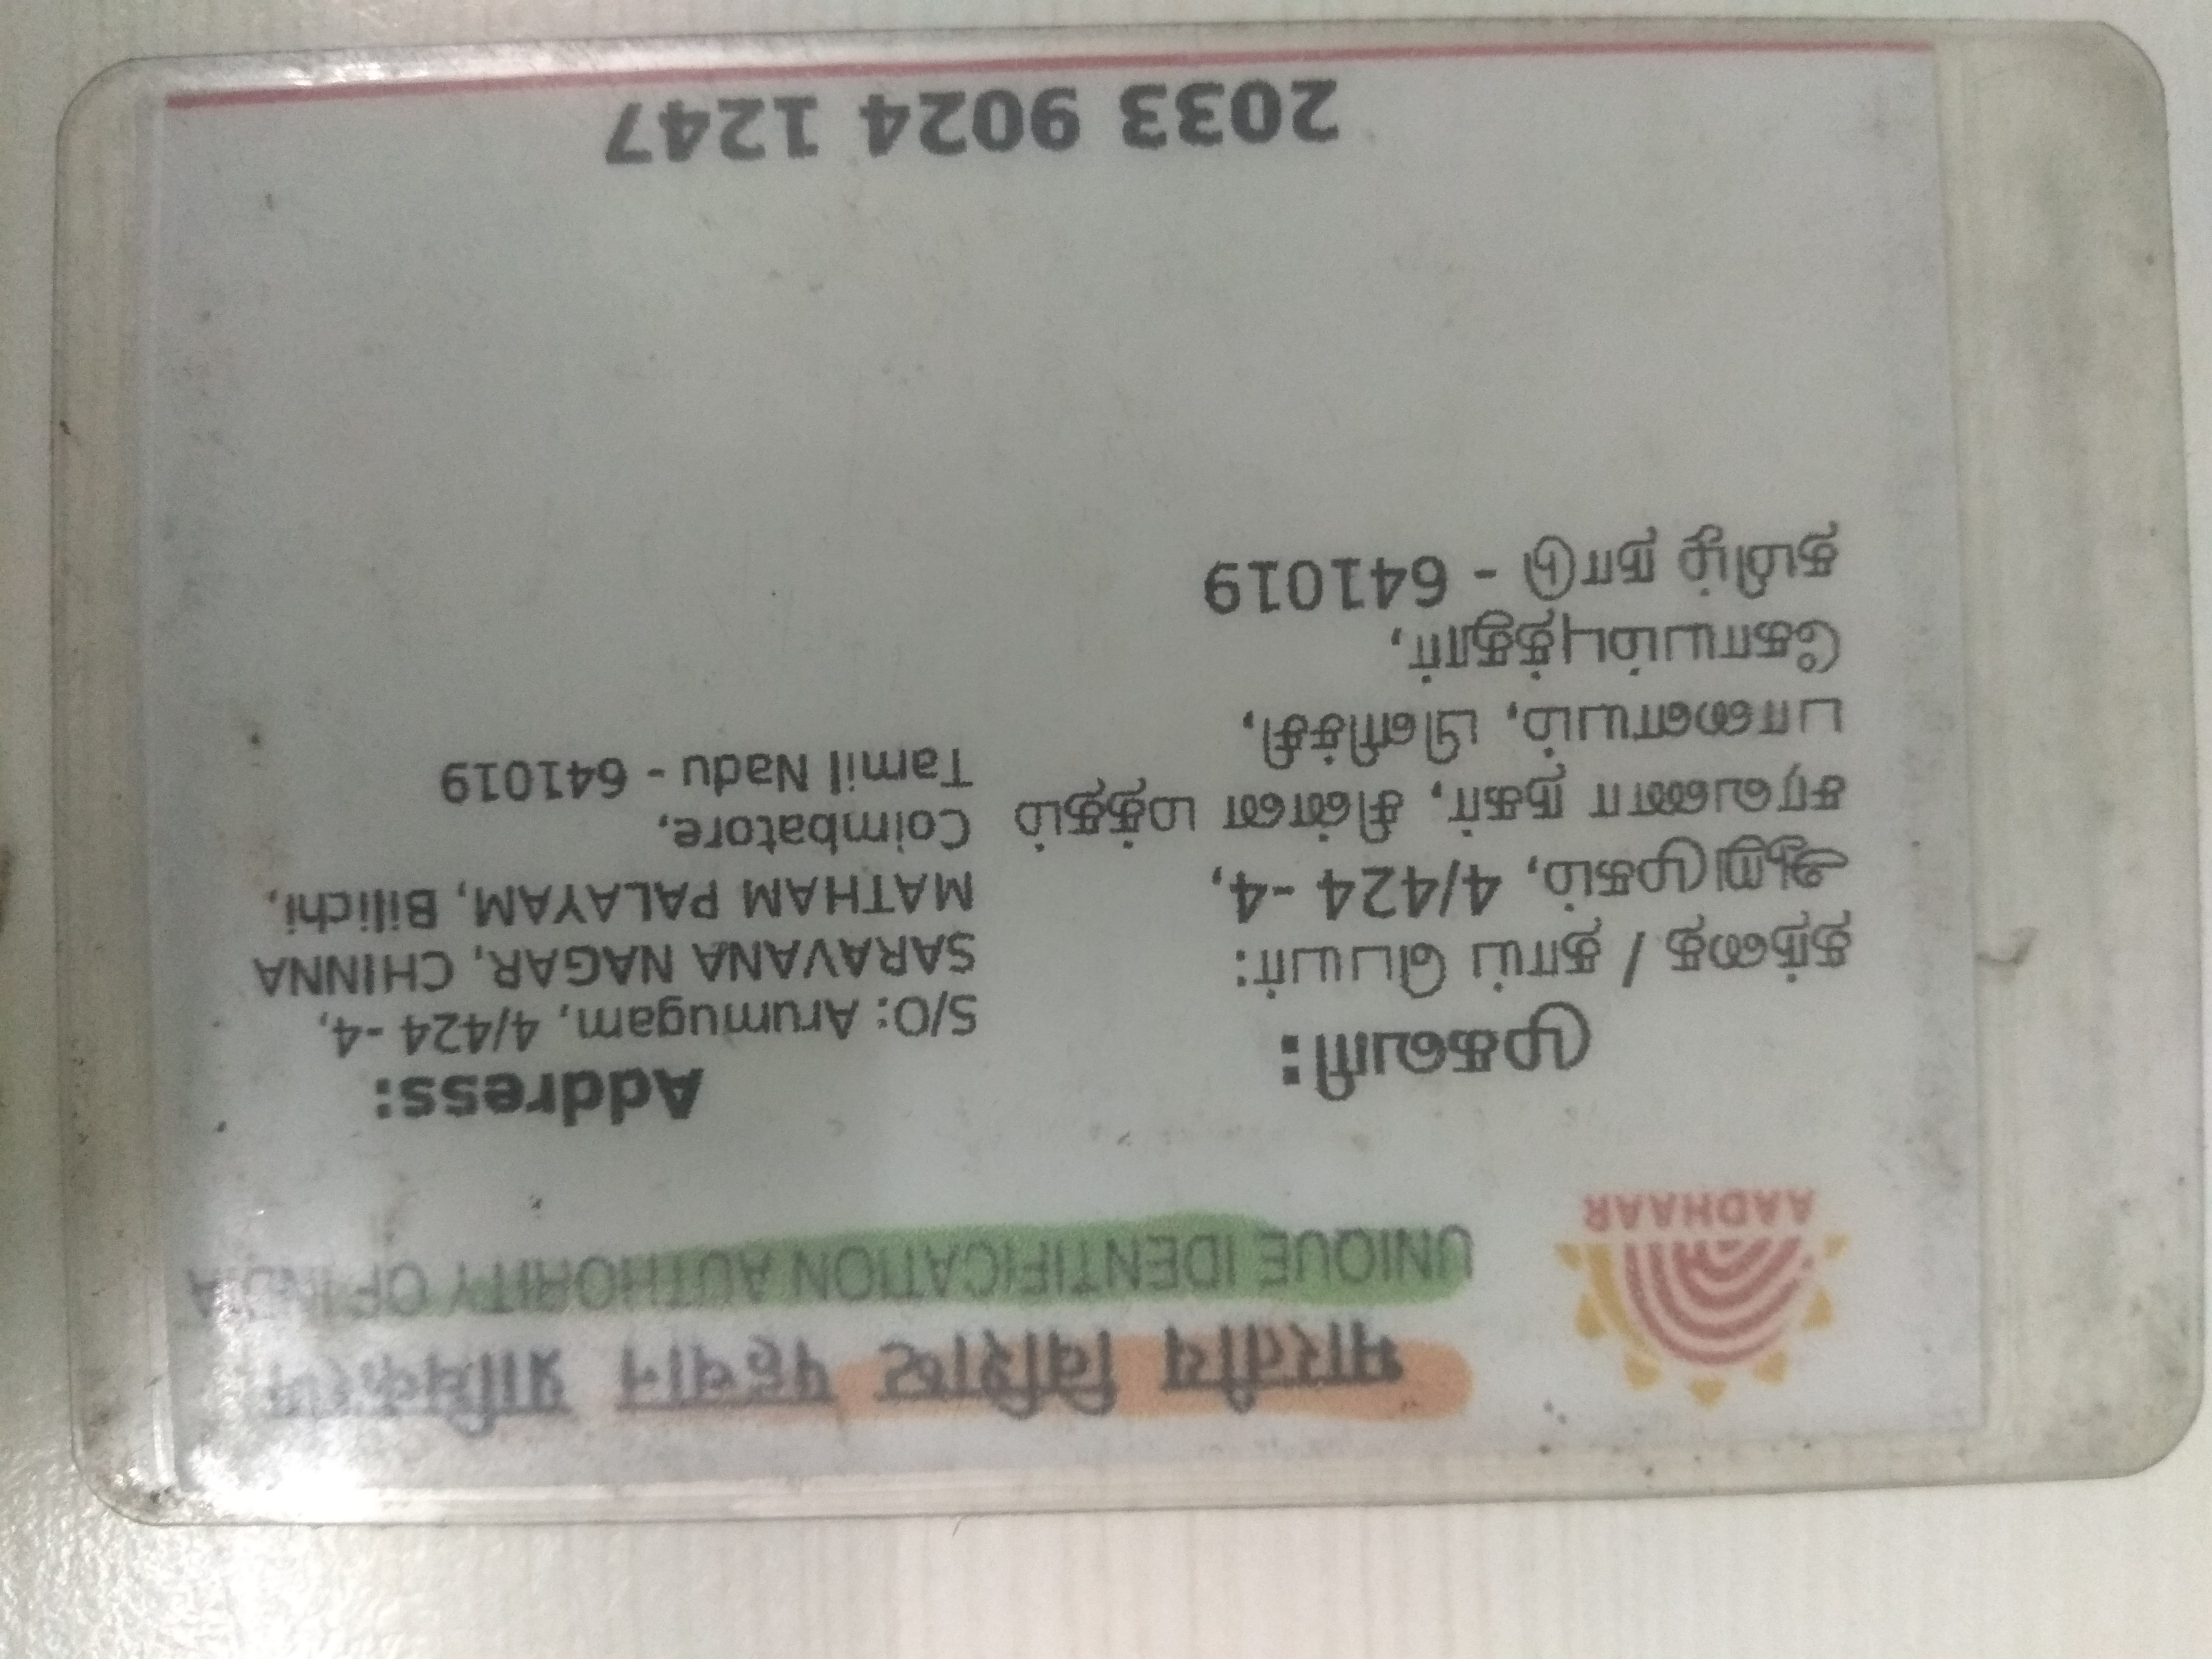 भारतीय विशिष्ट पहचान प्राधिकरण
UNIQUE IDENTIFICATION AUTHORITY OF INDIA
AADHAAR
முகவரி:
தந்தை / தாய் பெயர்:
ஆறுமுகம், 4/424 -4,
சரவணா நகர், சின்ன மத்தம்
பாளையம், பிளிச்சி,
கோயம்புத்தூர்,
தமிழ் நாடு - 641019
Address:
S/O: Arumugam, 4/424 -4,
SARAVANA NAGAR, CHINNA
MATHAM PALAYAM, Bilichi,
Coimbatore,
Tamil Nadu - 641019
2033 9024 1247